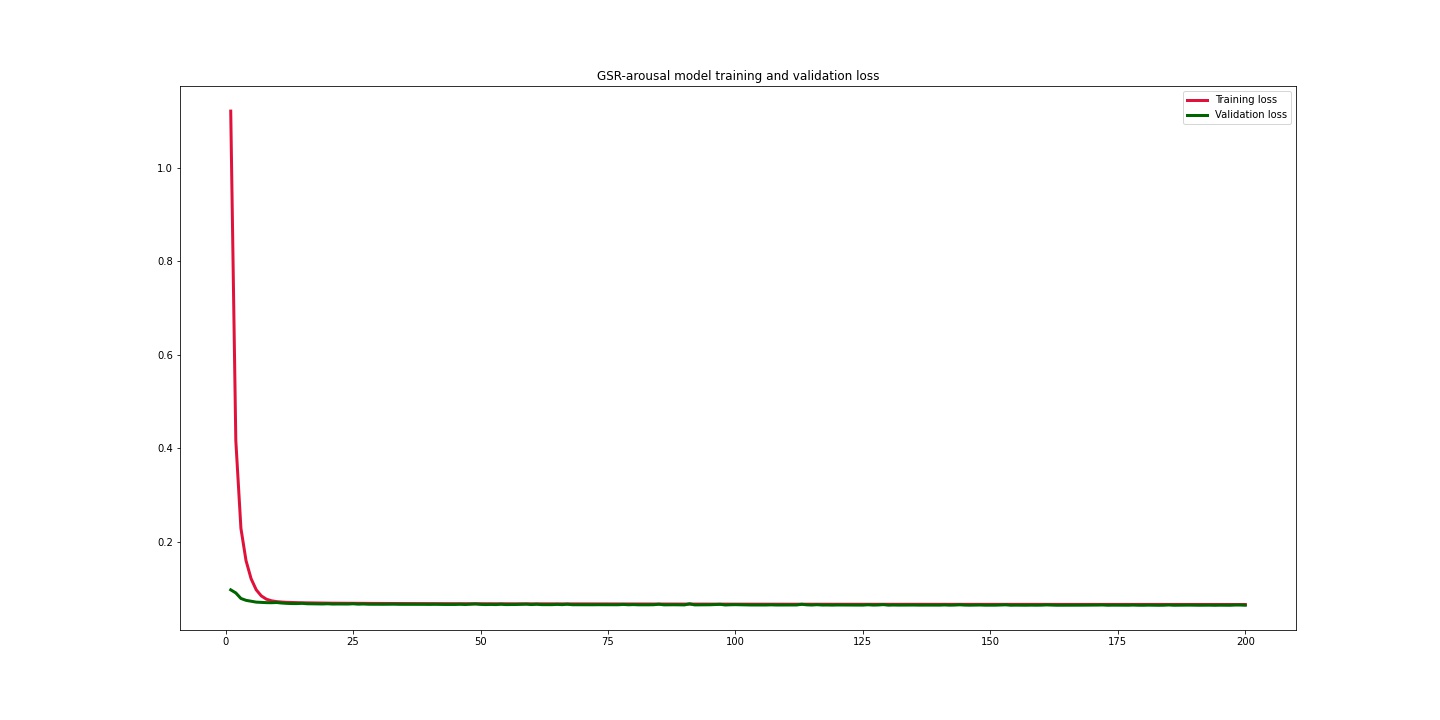 GSR-arousal model training and validation loss
Training loss
Validation loss
1.0
0.8
0.6
0.4
0.2
0 25 50 75 100 125 150 175 200